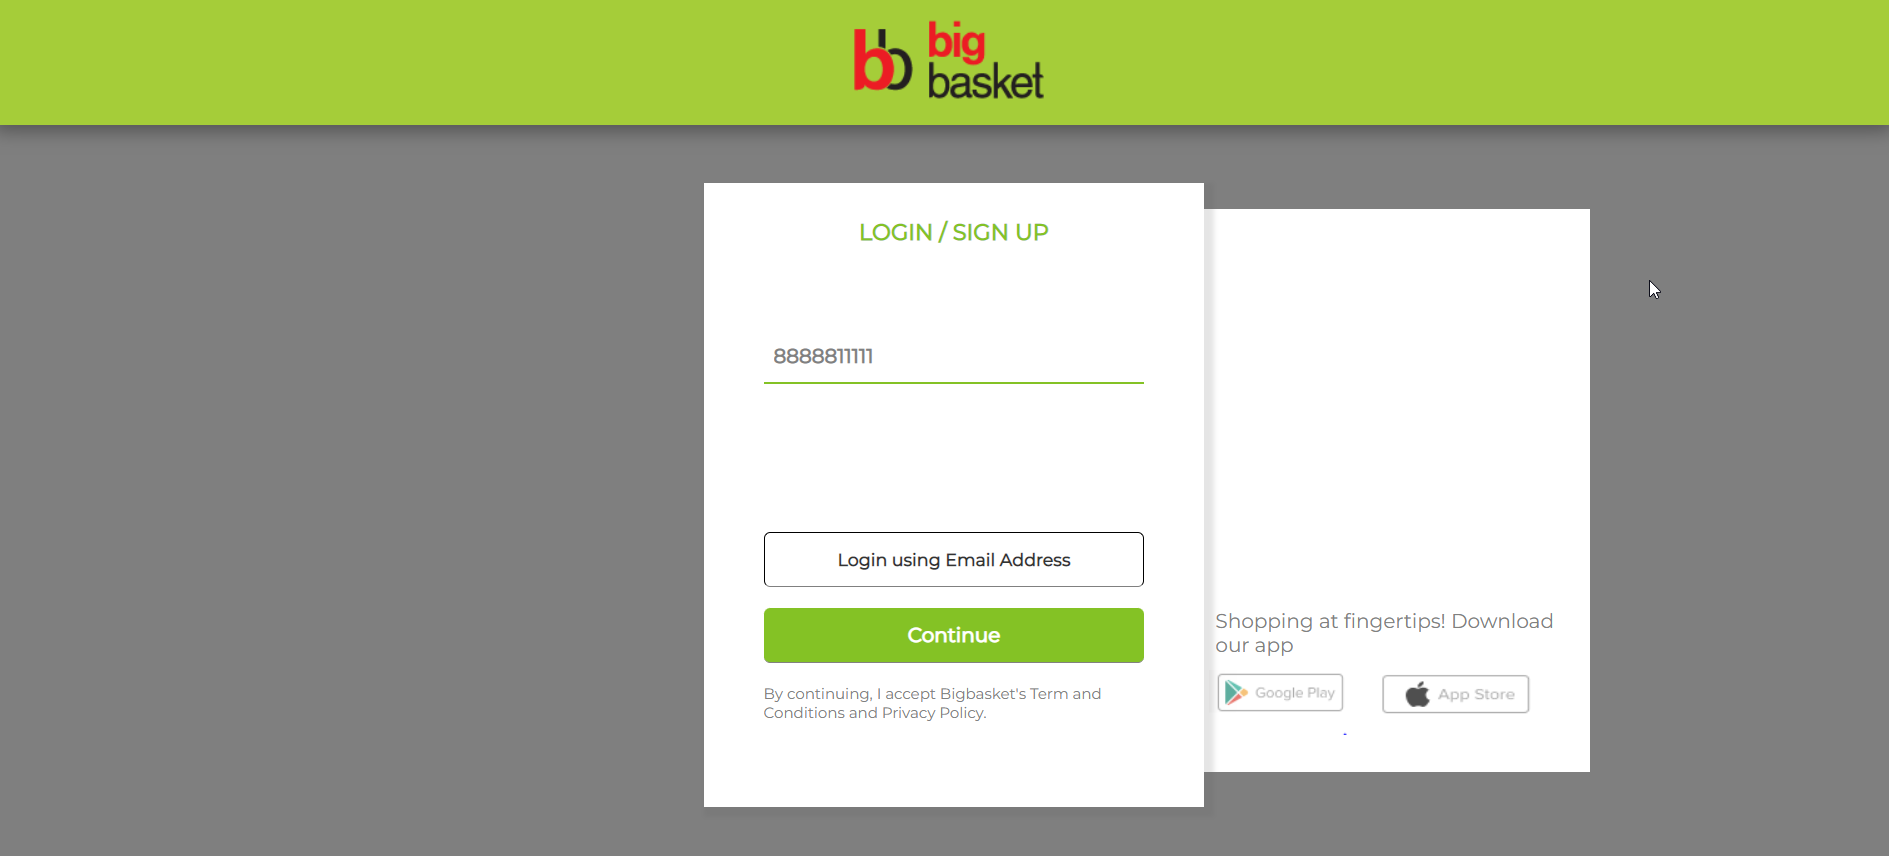 bb big
basket
LOGIN / SIGN UP
8888811111
Login using Email Address
Continue
By continuing, I accept Bigbasket's Term and
Conditions and Privacy Policy.
Shopping at fingertips! Download
our app
Google Play
App Store